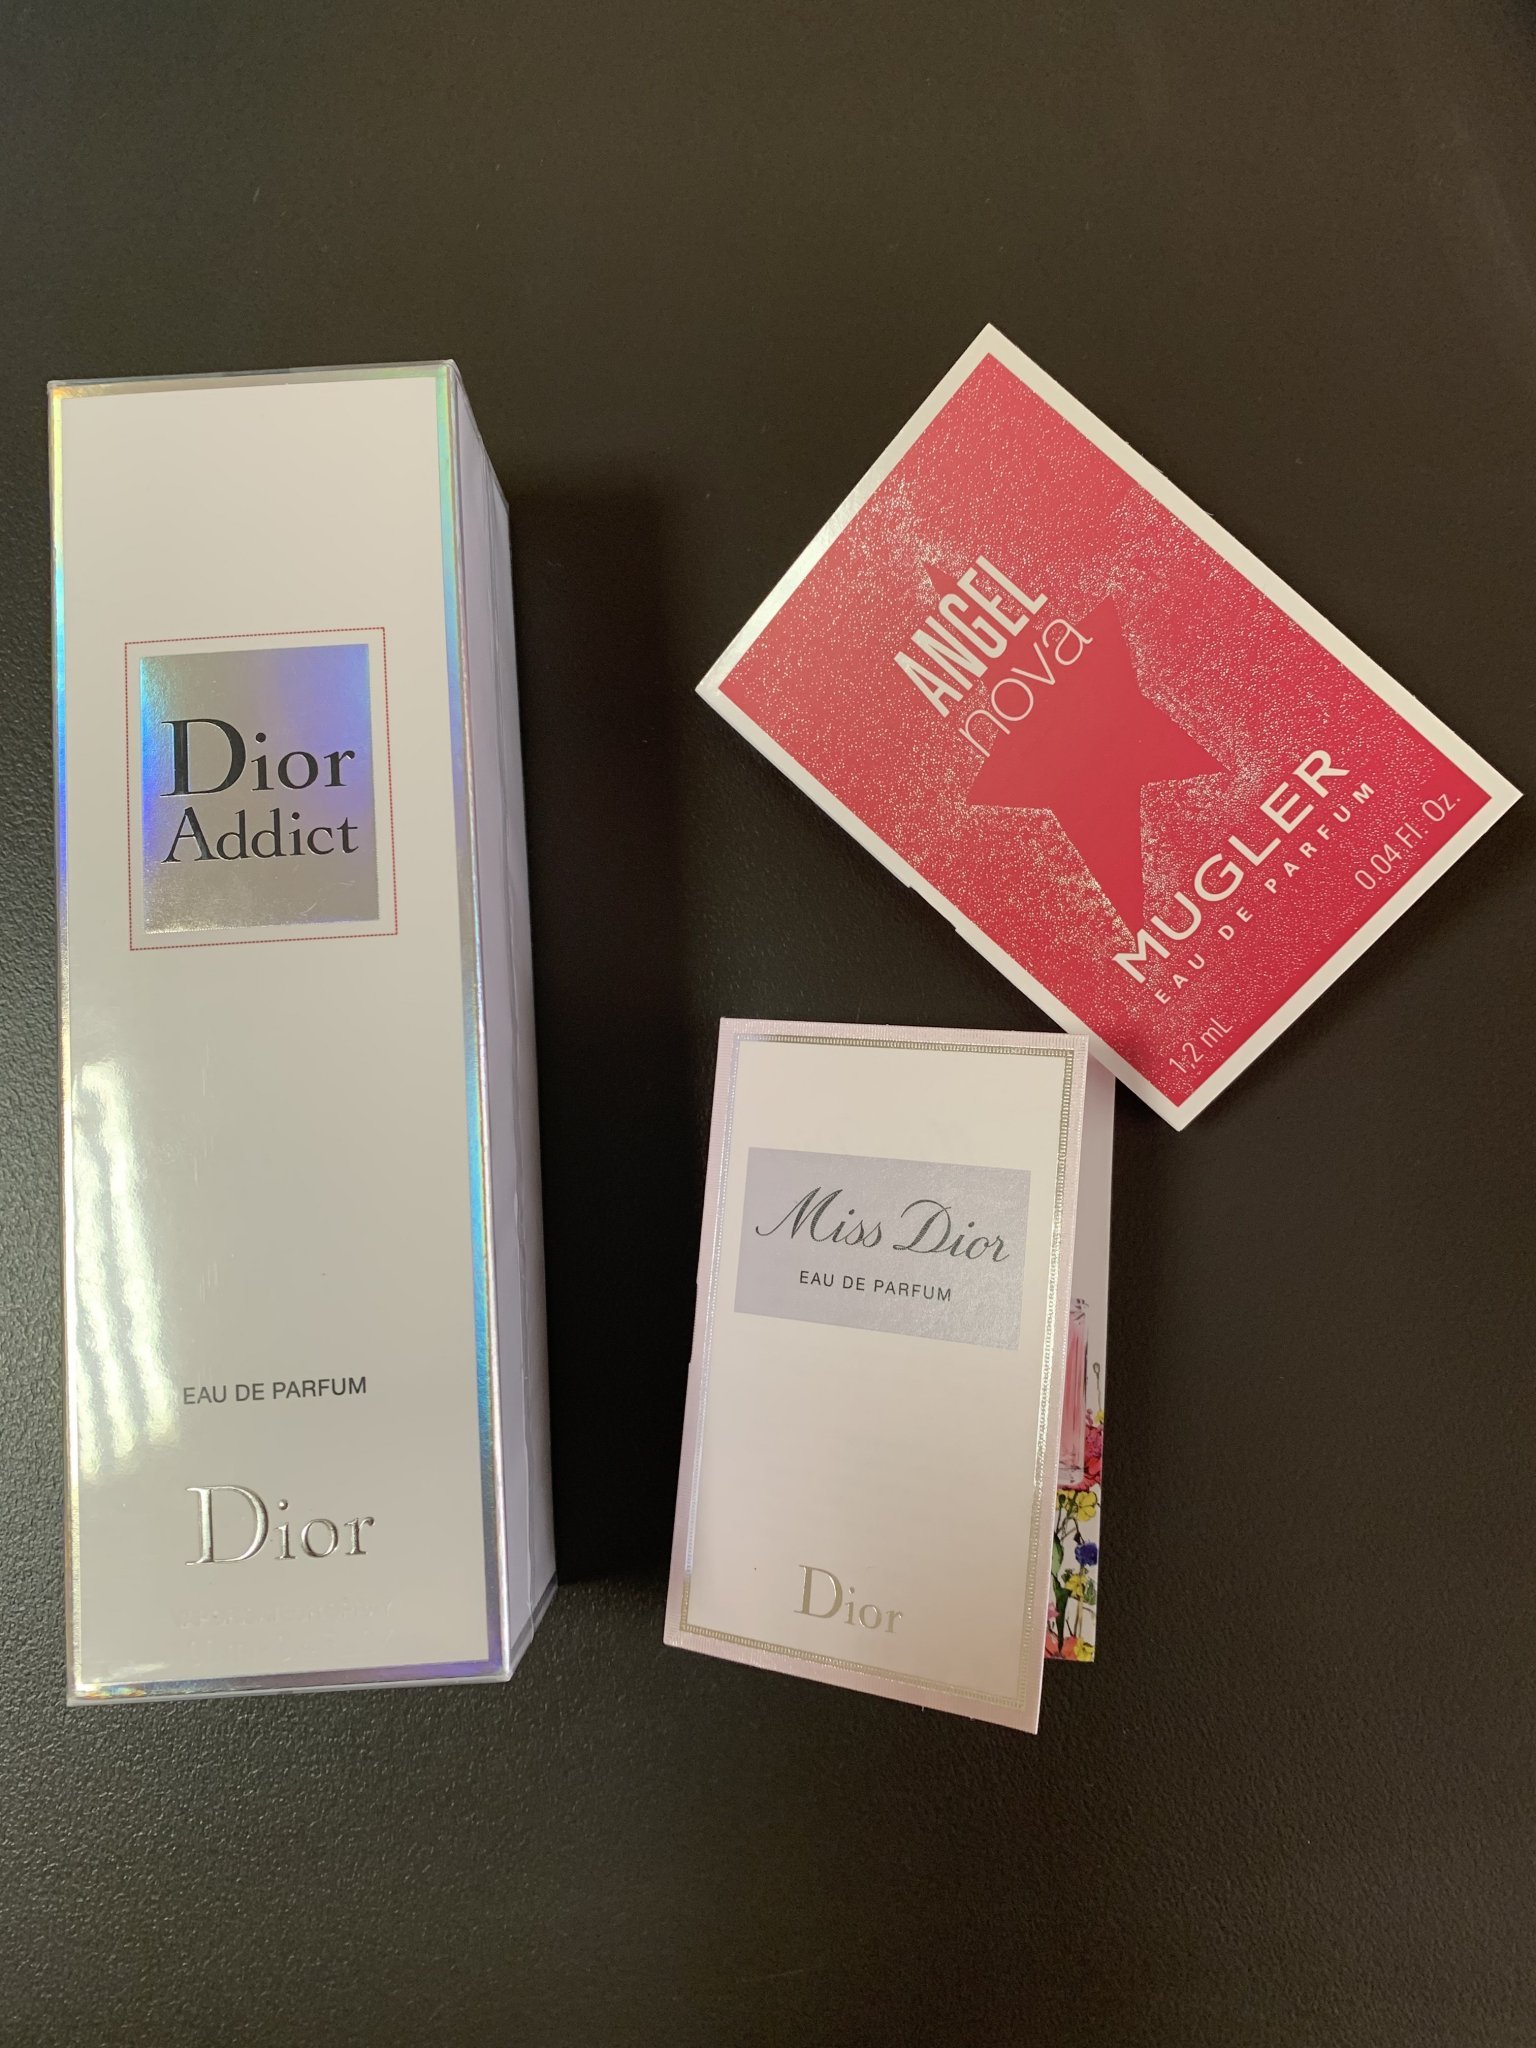 Dior
Addict
EAU DE PARFUM
Dior
ANGEL
nova
MUGLER
EAU DE PARFUM
1,2 mL 0.04 Fl. Oz.
Miss Dior
EAU DE PARFUM
Dior